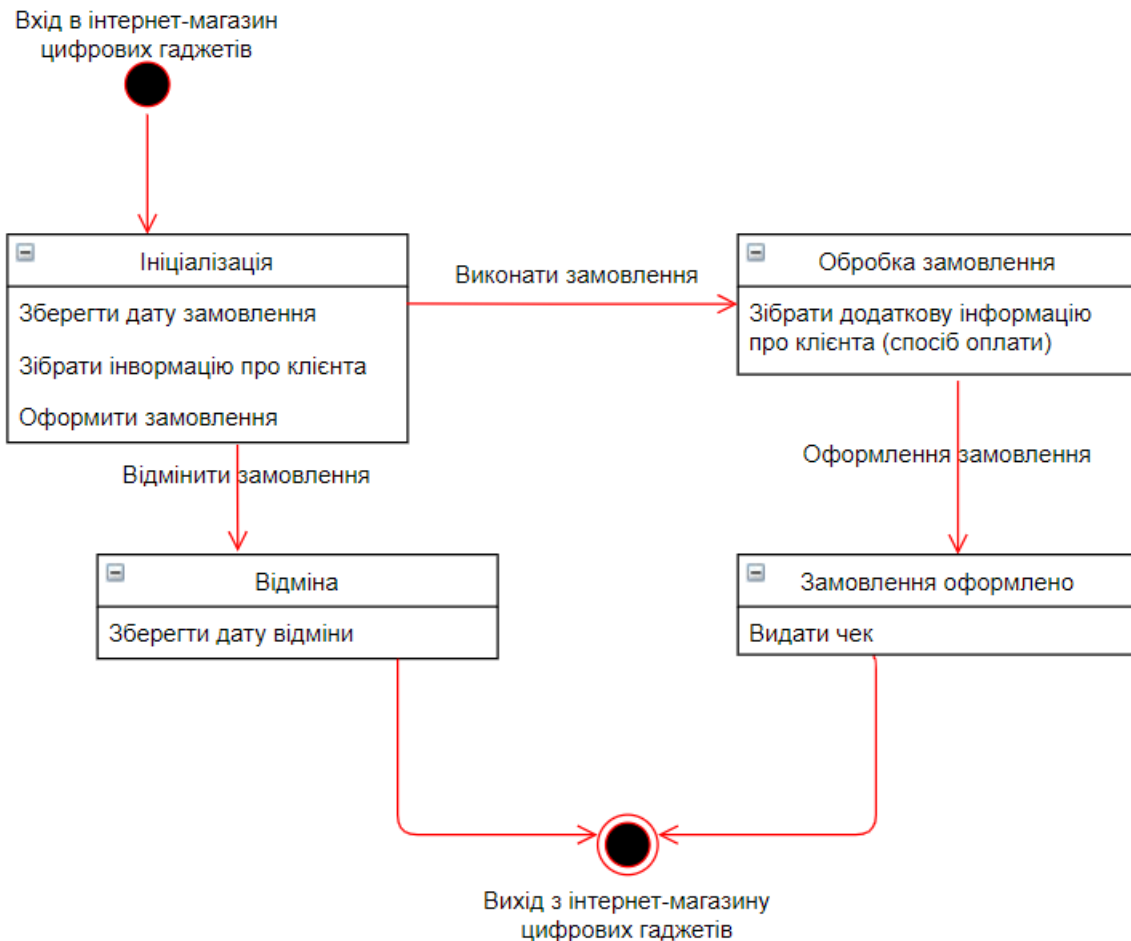 Вхід в інтернет-магазин
цифрових гаджетів
Ініціалізація
Зберегти дату замовлення
Зібрати інвормацію про клієнта
Оформити замовлення
Виконати замовлення
Обробка замовлення
Зібрати додаткову інформацію
про клієнта (спосіб оплати)
Відмінити замовлення
Оформлення замовлення
Відміна
Зберегти дату відміни
Замовлення оформлено
Видати чек
Вихід з інтернет-магазину
цифрових гаджетів